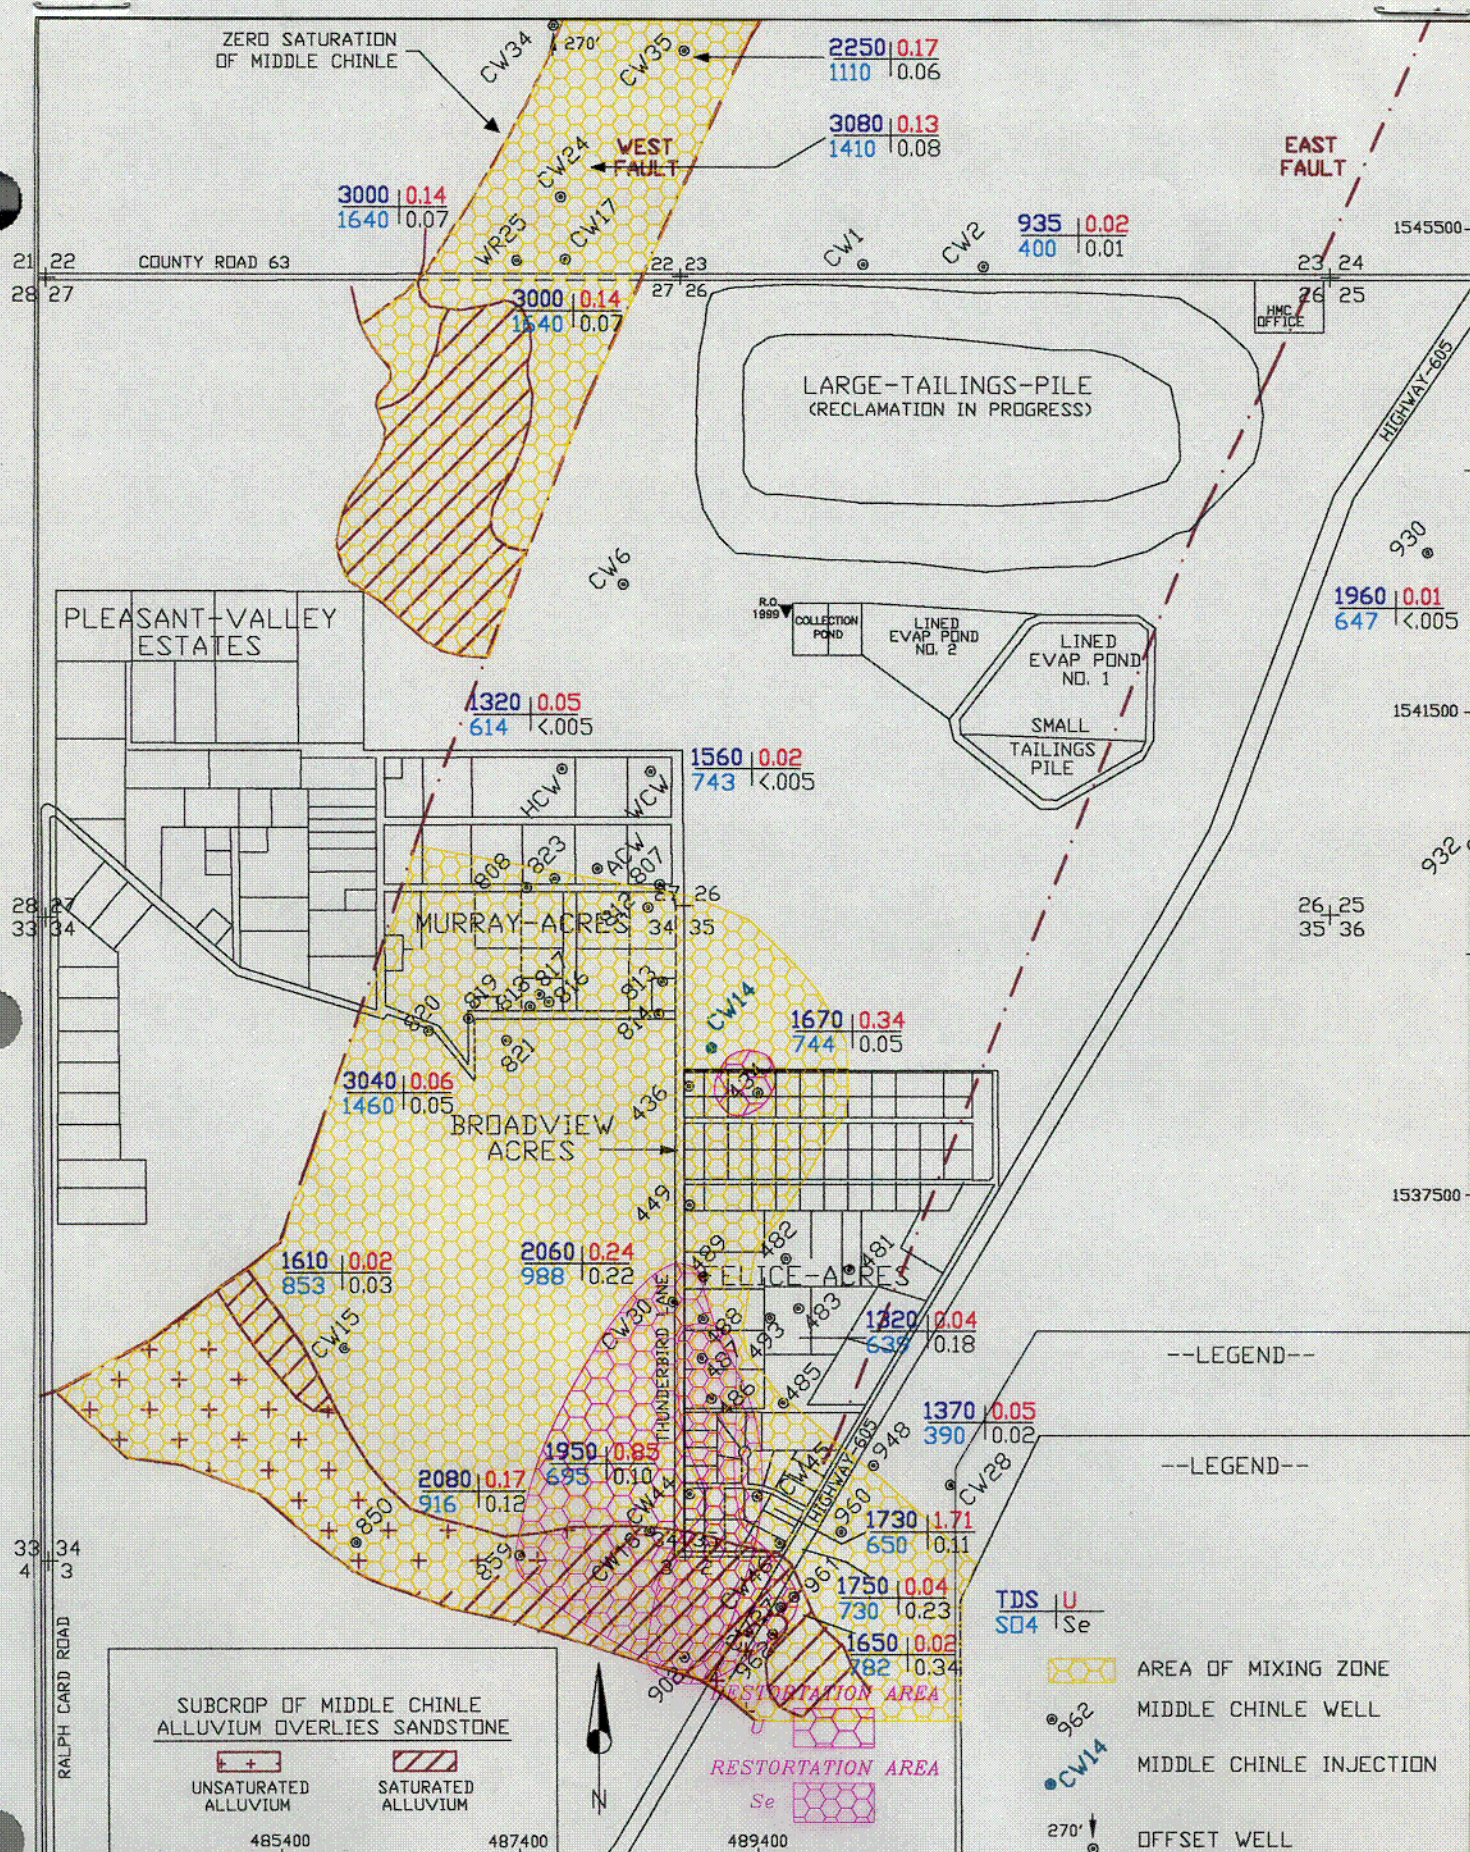 ZERO SATURATION
OF MIDDLE CHINLE
CW34
270'
CW35
2250 0.17
1110 0.06
3080 0.13
1410 0.08
WEST
FAULT
CW24
EAST
FAULT
3000 0.14
1640 0.07
WR25
CW17
CW1
CW2
935 0.02
400 0.01
1545500
21 22
28 27
COUNTY ROAD 63
22 23
27 26
23 24
26 25
3000 0.14
1640 0.07
HMC
OFFICE
HIGHWAY-605
LARGE-TAILINGS-PILE
(RECLAMATION IN PROGRESS)
930
CW6
1960 0.01
647 <.005
R.O.
1999
COLLECTION
POND
LINED
EVAP POND
NO. 2
LINED
EVAP POND
NO. 1
PLEASANT-VALLEY
ESTATES
1320 0.05
614 <.005
1541500
SMALL
TAILINGS
PILE
1560 0.02
743 <.005
HCW
WCW
932
808
823
ACW
807
28 27
33 34
27 26
34 35
26 25
35 36
812
MURRAY-ACRES
820
819
813
817
816
813
814
821
CW14
1670 0.34
744 0.05
434
3040 0.06
1460 0.05
436
BROADVIEW
ACRES
449
1537500
1610 0.02
853 0.03
2060 0.24
988 0.22
489
482
481
FELICE-ACRES
THUNDERBIRD LANE
CW30
CW15
488
493
483
1320 0.04
639 0.18
487
486
485
--LEGEND--
1370 0.05
390 0.02
1950 0.85
695 0.10
2080 0.17
916 0.12
CW44
CW45
HIGHWAY-605
948
CW28
--LEGEND--
850
859
960
1730 1.71
650 0.11
33 34
4 3
34 35
3 2
CW46
961
1750 0.04
730 0.23
TDS U
SO4 Se
962
1650 0.02
782 0.34
908
AREA OF MIXING ZONE
RESTORTATION AREA
U
962
MIDDLE CHINLE WELL
RALPH CARD ROAD
SUBCROP OF MIDDLE CHINLE
ALLUVIUM OVERLIES SANDSTONE
UNSATURATED
ALLUVIUM
SATURATED
ALLUVIUM
N
RESTORTATION AREA
Se
CW14
MIDDLE CHINLE INJECTION
270'
OFFSET WELL
485400
487400
489400